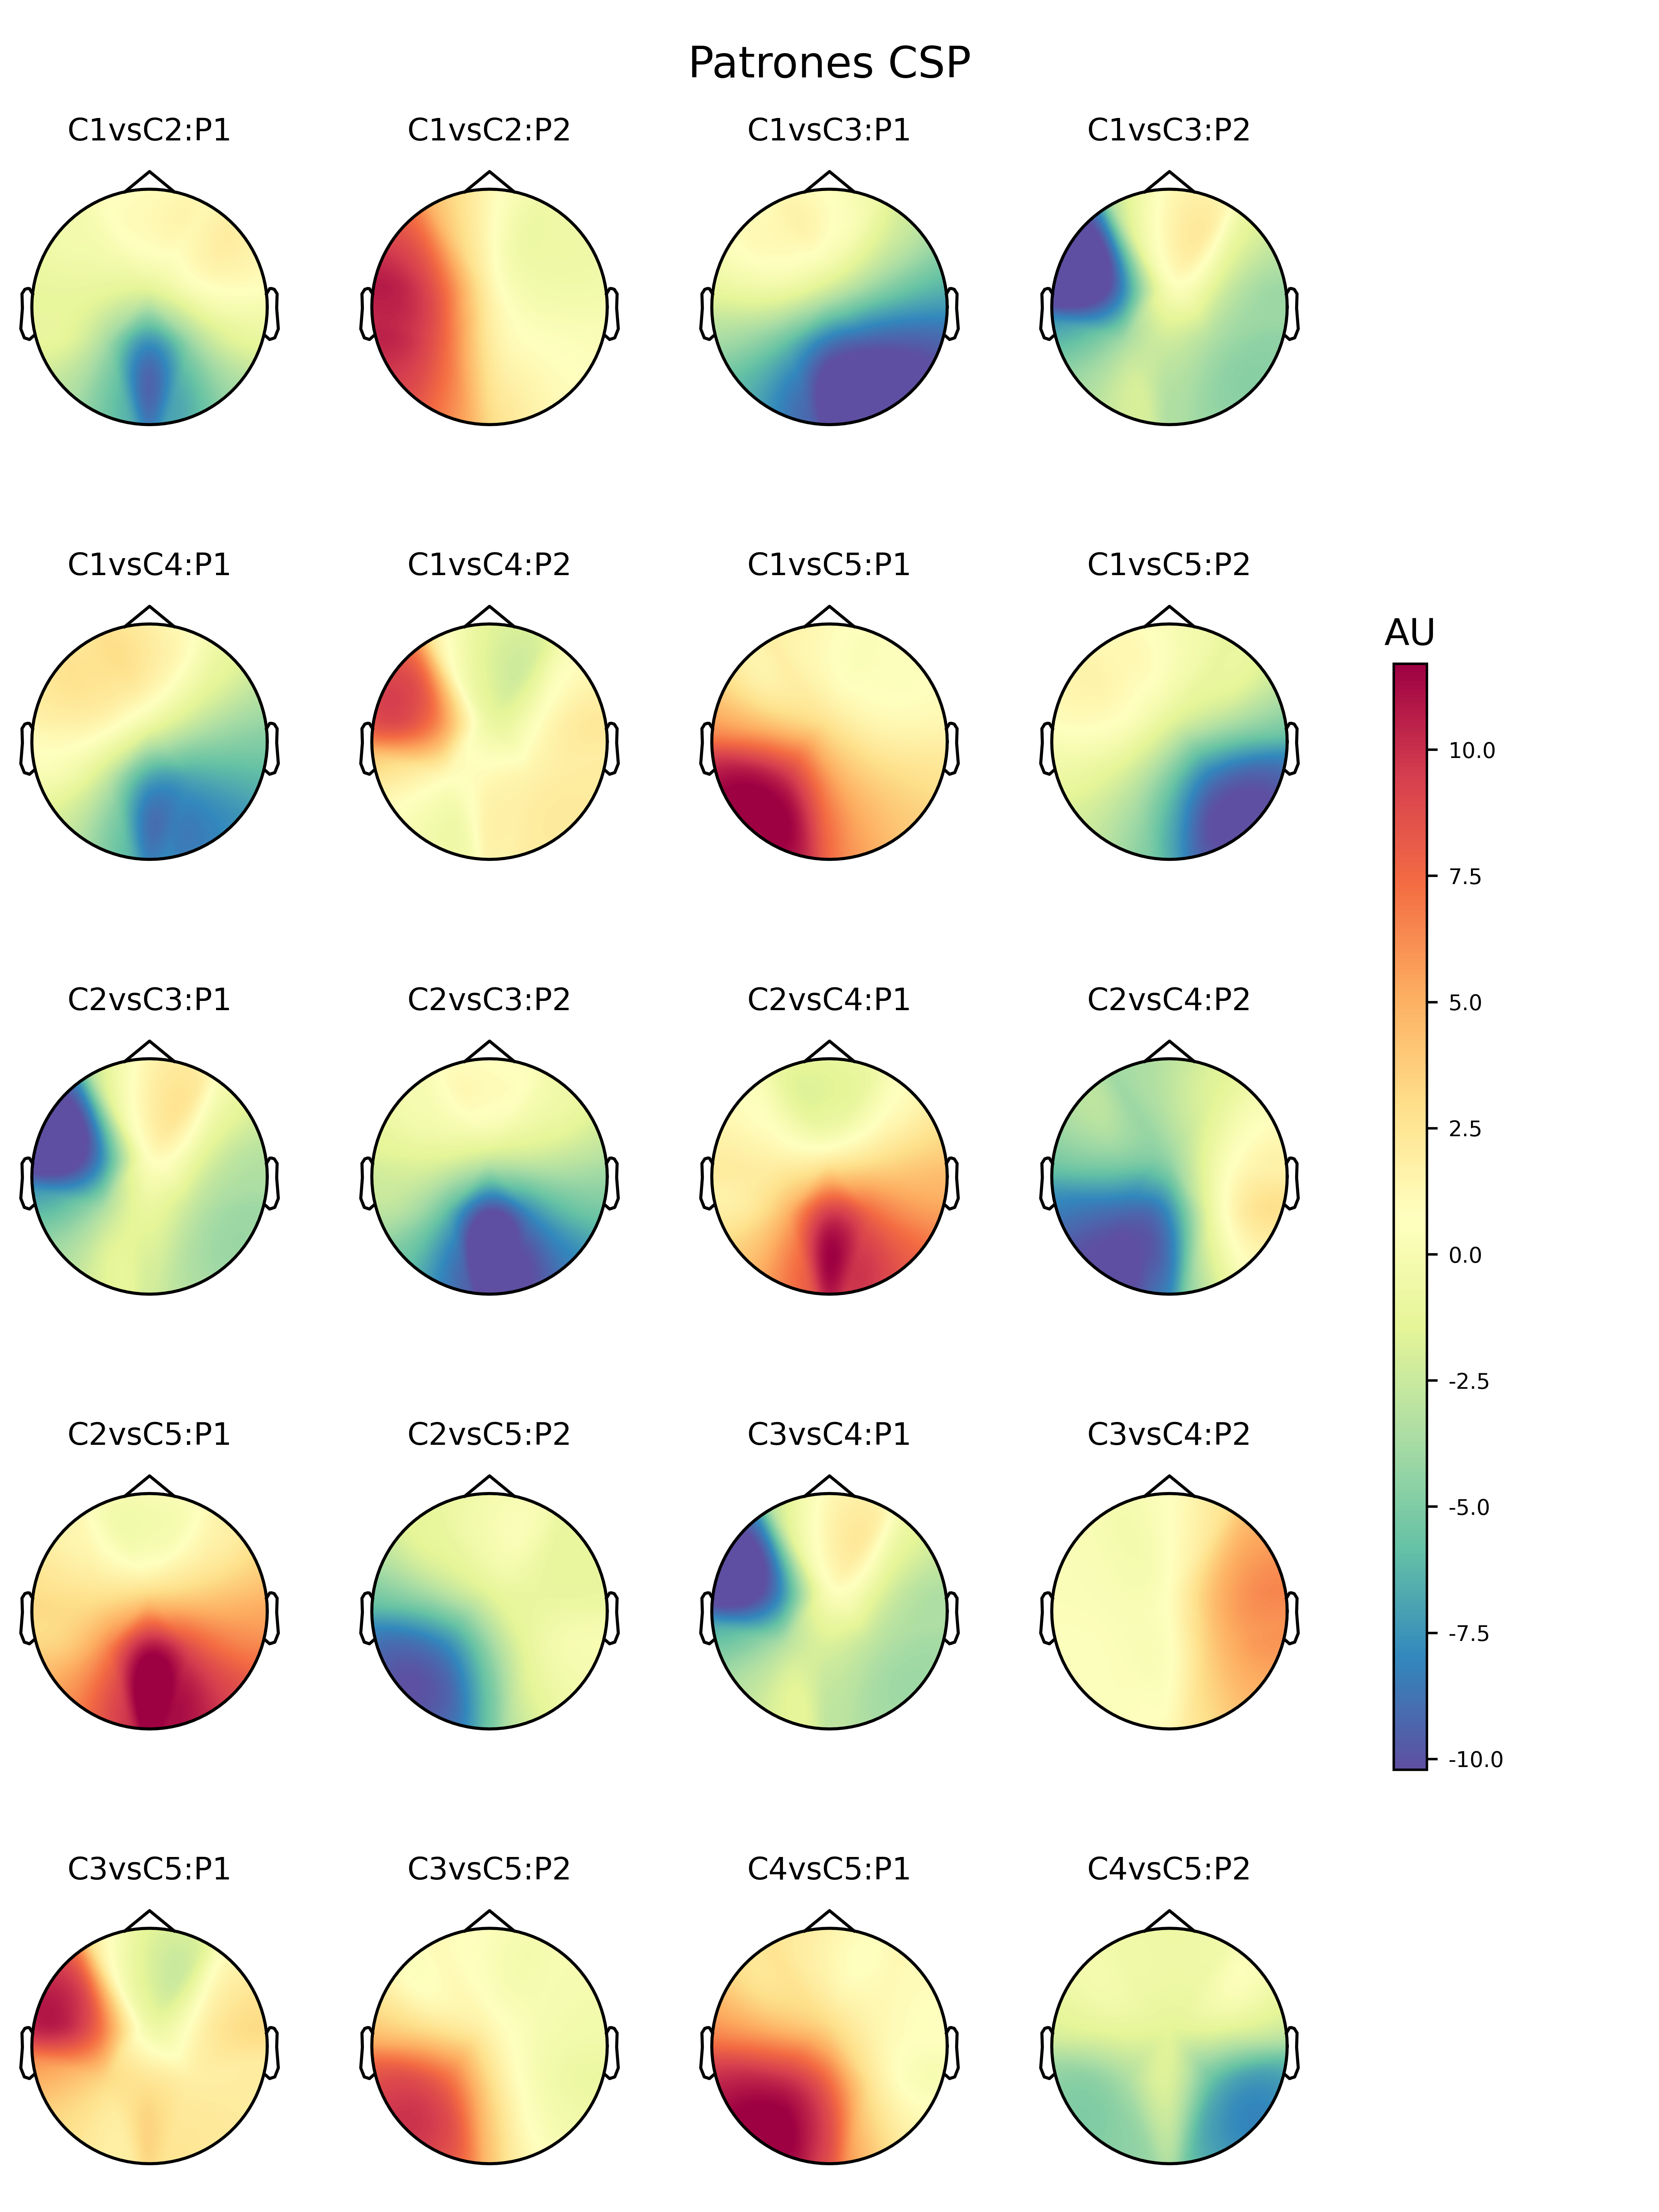 Patrones CSP
C1vsC2:P1
C1vsC2:P2
C1vsC3:P1
C1vsC3:P2
C1vsC4:P1
C1vsC4:P2
C1vsC5:P1
C1vsC5:P2
AU
10.0
7.5
5.0
2.5
0.0
-2.5
-5.0
-7.5
-10.0
C2vsC3:P1
C2vsC3:P2
C2vsC4:P1
C2vsC4:P2
C2vsC5:P1
C2vsC5:P2
C3vsC4:P1
C3vsC4:P2
C3vsC5:P1
C3vsC5:P2
C4vsC5:P1
C4vsC5:P2